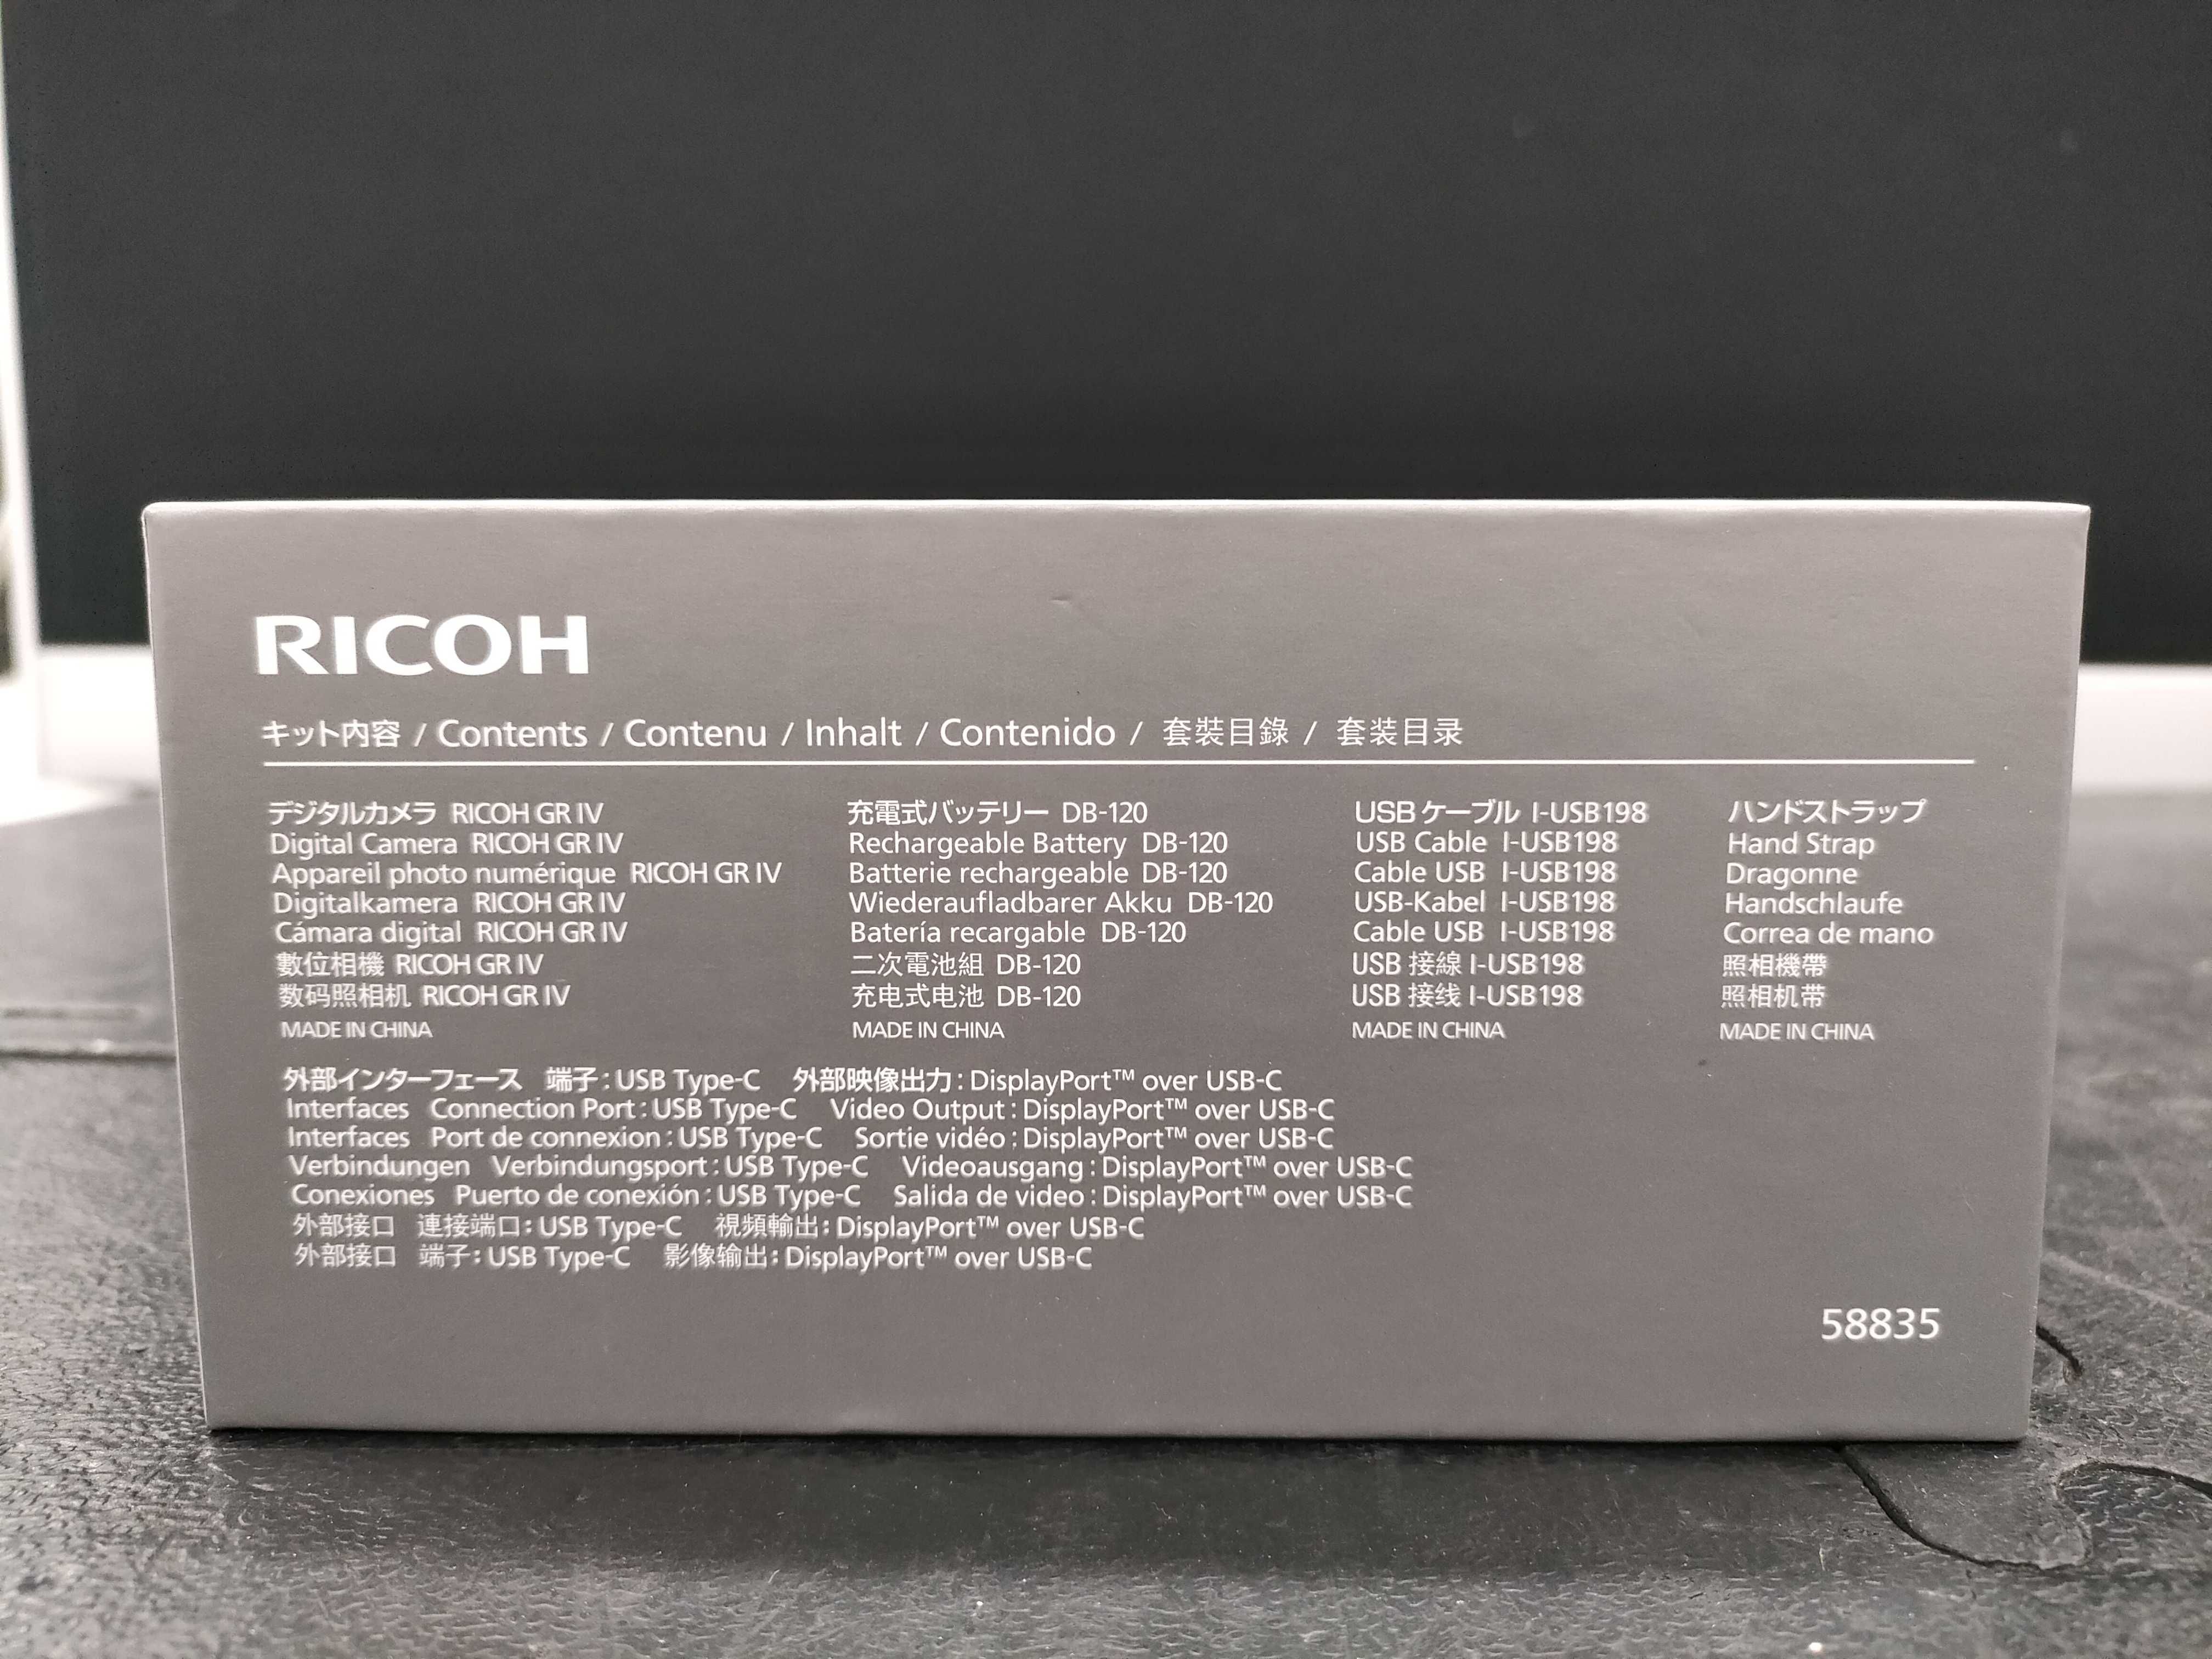 RICOH
キット内容 / Contents / Contenu / Inhalt / Contenido / 套裝目錄 / 套装目录
デジタルカメラ RICOH GR IV
Digital Camera RICOH GR IV
Appareil photo numérique RICOH GR IV
Digitalkamera RICOH GR IV
Cámara digital RICOH GR IV
數位相機 RICOH GR IV
数码照相机 RICOH GR IV
MADE IN CHINA
充電式バッテリー DB-120
Rechargeable Battery DB-120
Batterie rechargeable DB-120
Wiederaufladbarer Akku DB-120
Batería recargable DB-120
二次電池組 DB-120
充电式电池 DB-120
MADE IN CHINA
USB ケーブル I-USB198
USB Cable I-USB198
Cable USB I-USB198
USB-Kabel I-USB198
Cable USB I-USB198
USB 接線 I-USB198
USB 接线 I-USB198
MADE IN CHINA
ハンドストラップ
Hand Strap
Dragonne
Handschlaufe
Correa de mano
照相機帶
照相机带
MADE IN CHINA
外部インターフェース 端子 : USB Type-C 外部映像出力 : DisplayPort™ over USB-C
Interfaces Connection Port : USB Type-C Video Output : DisplayPort™ over USB-C
Interfaces Port de connexion : USB Type-C Sortie vidéo : DisplayPort™ over USB-C
Verbindungen Verbindungsport : USB Type-C Videoausgang : DisplayPort™ over USB-C
Conexiones Puerto de conexión : USB Type-C Salida de video : DisplayPort™ over USB-C
外部接口 連接端口 : USB Type-C 視頻輸出 : DisplayPort™ over USB-C
外部接口 端子 : USB Type-C 影像输出 : DisplayPort™ over USB-C
58835